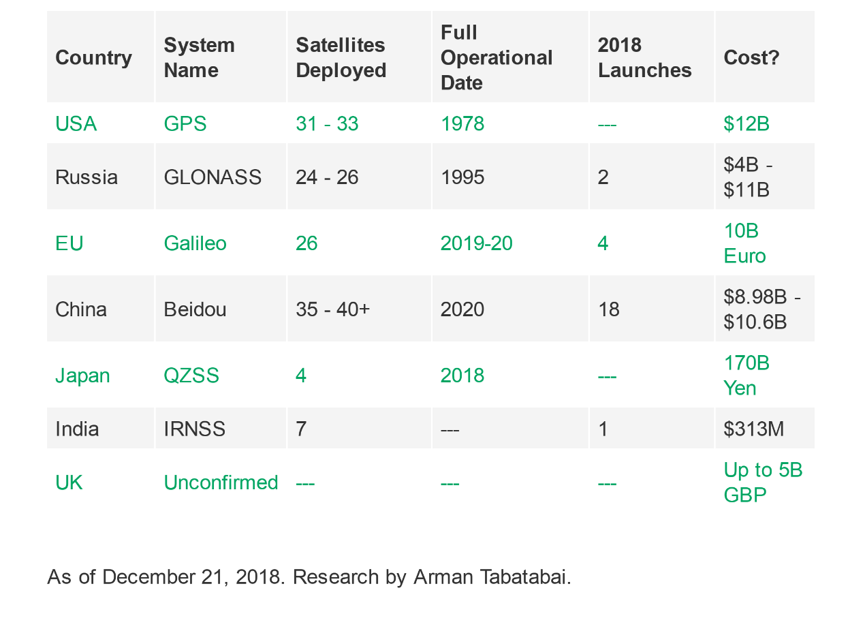 Country System Name Satellites Deployed Full Operational Date 2018 Launches Cost?
USA GPS 31 - 33 1978 --- $12B
Russia GLONASS 24 - 26 1995 2 $4B - $11B
EU Galileo 26 2019-20 4 10B Euro
China Beidou 35 - 40+ 2020 18 $8.98B - $10.6B
Japan QZSS 4 2018 --- 170B Yen
India IRNSS 7 --- 1 $313M
UK Unconfirmed --- --- --- Up to 5B GBP
As of December 21, 2018. Research by Arman Tabatabai.